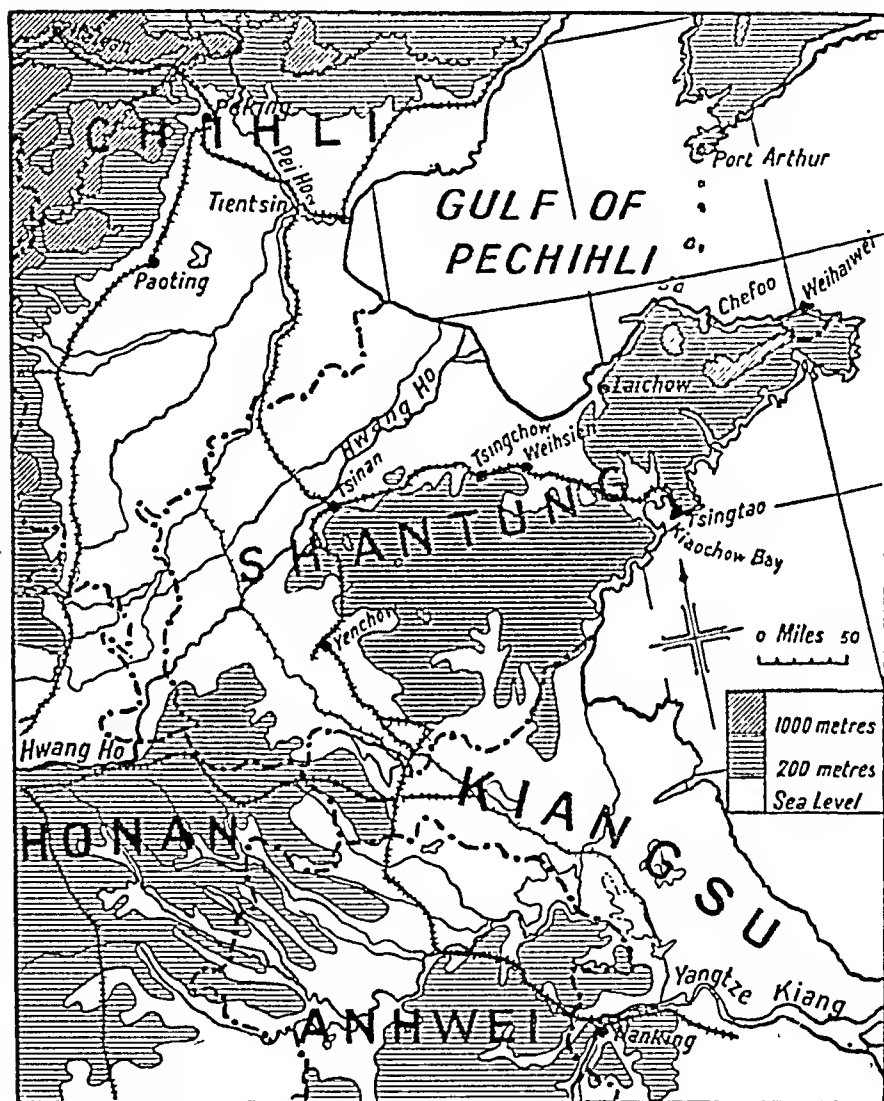 Peking
CHIHLI
Pei Ho
Port Arthur
Tientsin
GULF OF
PECHIHLI
Paoting
Chefoo
Weihaiwei
Laichow
Hwang Ho
Tsingchow
Weihsien
Tsinan
SHANTUNG
Tsingtao
Kiaochow Bay
Yenchow
0 Miles 50
1000 metres
200 metres
Sea Level
Hwang Ho
KIANGSU
HONAN
Yangtze Kiang
ANHWEI
Nanking